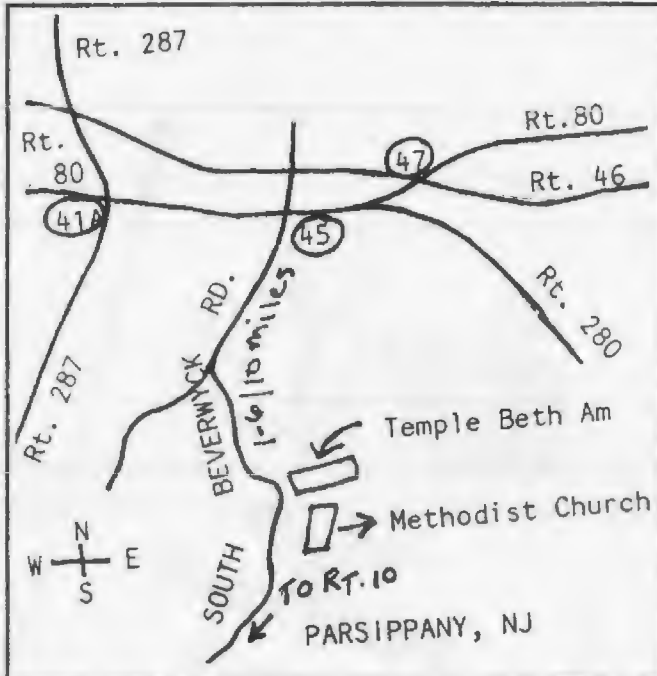 Rt. 287
Rt. 80
Rt.
80
47
Rt. 46
41A
45
Rt. 280
Rt. 287
SOUTH BEVERWYCK RD.
1-6/10 miles
Temple Beth Am
Methodist Church
N
W E
S
TO RT.10
PARSIPPANY, NJ